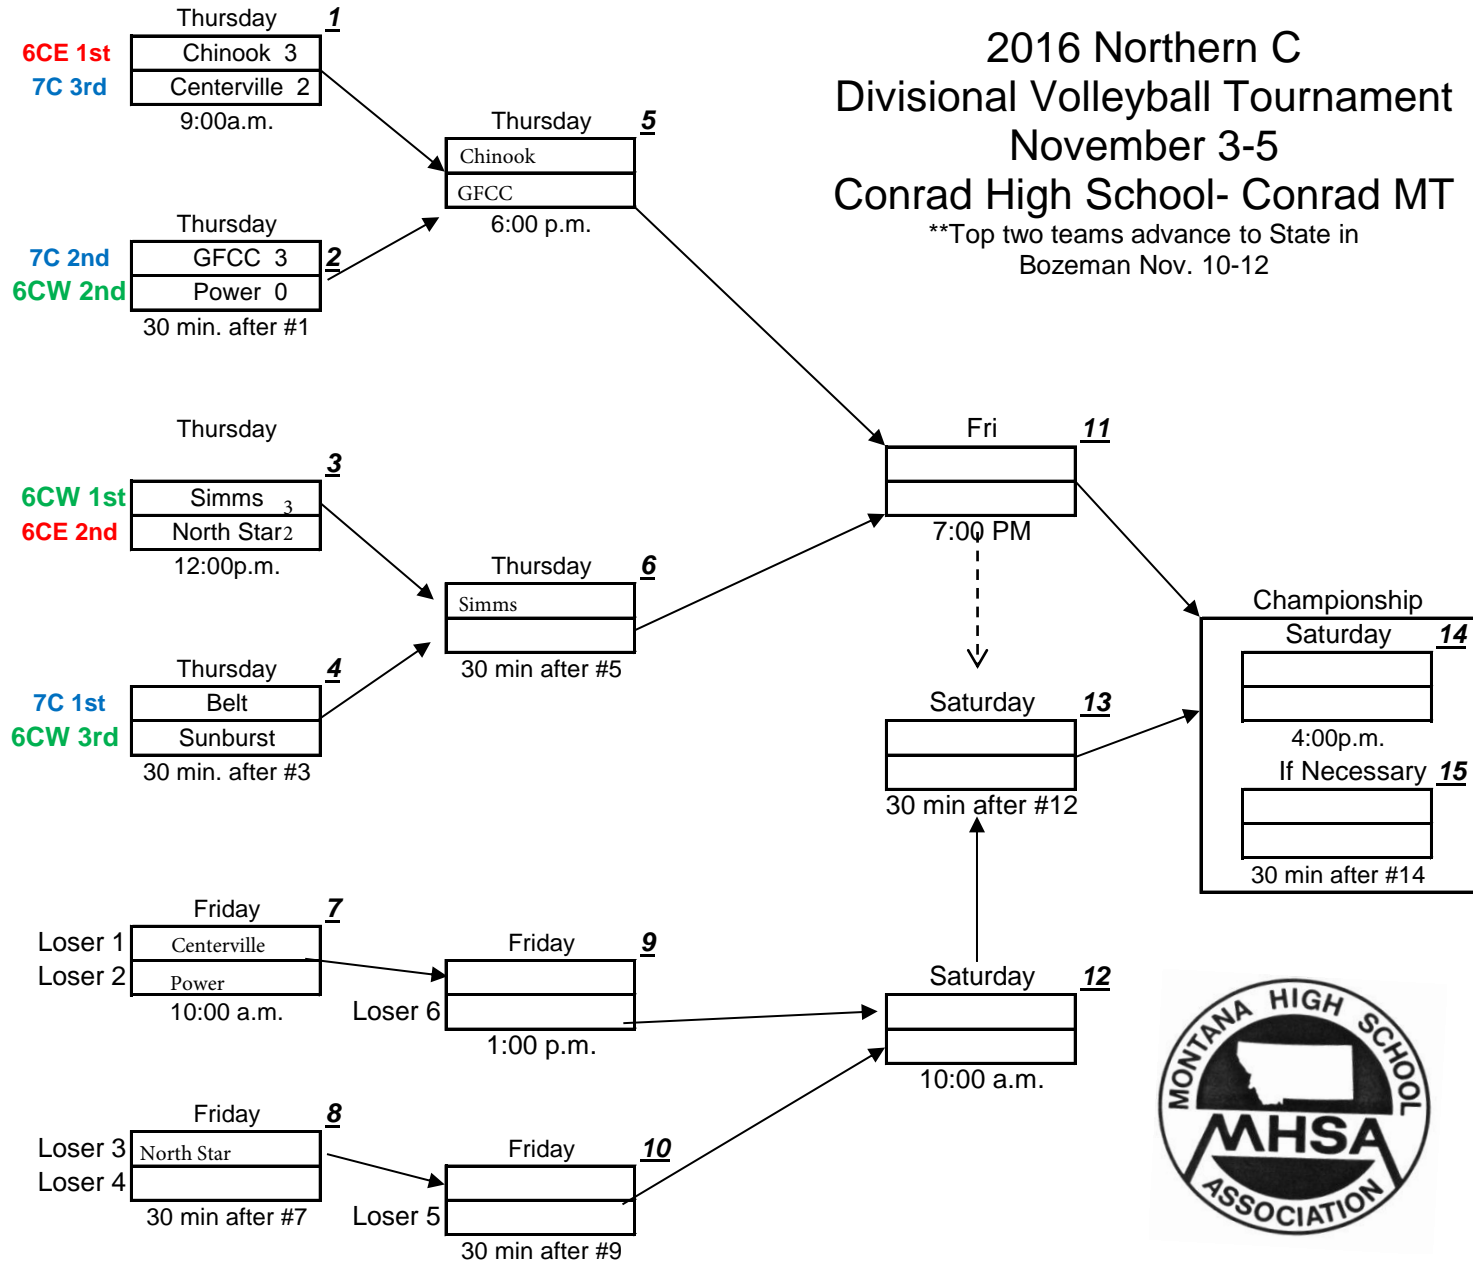 2016 Northern C
Divisional Volleyball Tournament
November 3-5
Conrad High School- Conrad MT
**Top two teams advance to State in
Bozeman Nov. 10-12
Thursday 1
6CE 1st Chinook 3
7C 3rd Centerville 2
9:00a.m.
Thursday 5
Chinook
GFCC
6:00 p.m.
Thursday
7C 2nd GFCC 3 2
6CW 2nd Power 0
30 min. after #1
Thursday
3
6CW 1st Simms 3
6CE 2nd North Star 2
12:00p.m.
Thursday 6
Simms
30 min after #5
Thursday 4
7C 1st Belt
6CW 3rd Sunburst
30 min. after #3
Fri 11
7:00 PM
Championship
Saturday 14
4:00p.m.
If Necessary 15
30 min after #14
Saturday 13
30 min after #12
Friday 7
Loser 1 Centerville
Loser 2 Power
10:00 a.m.
Friday 9
Loser 6
1:00 p.m.
Saturday 12
10:00 a.m.
Friday 8
Loser 3 North Star
Loser 4
30 min after #7
Friday 10
Loser 5
30 min after #9
MONTANA HIGH SCHOOL
MHSA
ASSOCIATION